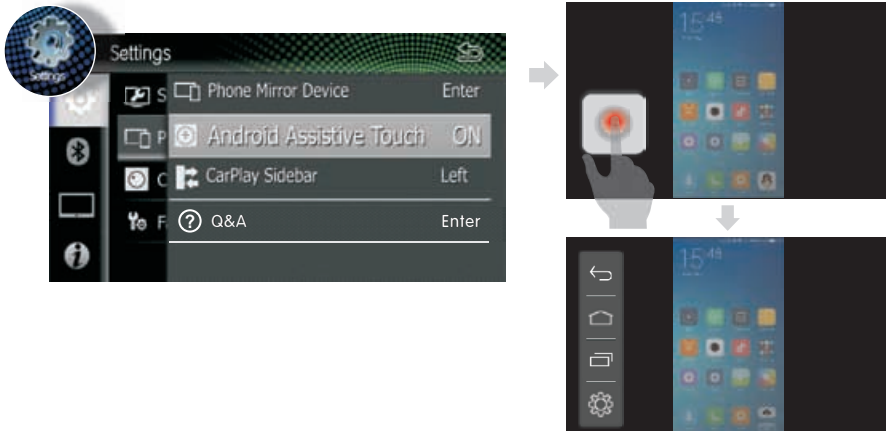 Settings
Settings
S
Phone Mirror Device Enter
P
Android Assistive Touch ON
C
CarPlay Sidebar Left
F
Q&A Enter
15:48
15:48